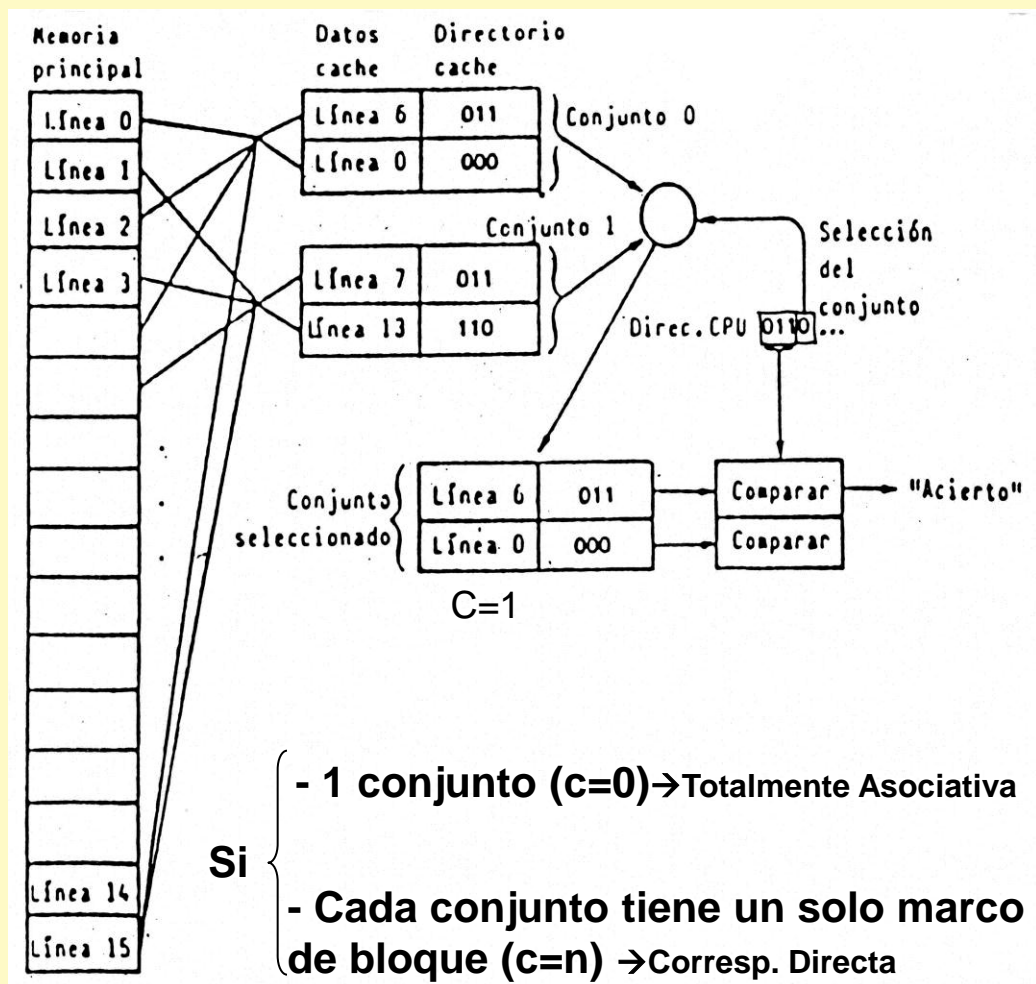 Memoria principal
Datos cache
Directorio cache
Línea 0
Línea 1
Línea 2
Línea 3
Línea 14
Línea 15
Línea 6 011
Línea 0 000
Conjunto 0
Conjunto 1
Línea 7 011
Línea 13 110
Selección del conjunto
Direc.CPU 0110 ...
Conjunto seleccionado
Línea 6 011
Línea 0 000
Comparar
Comparar
"Acierto"
C=1
Si
- 1 conjunto (c=0)→Totalmente Asociativa
- Cada conjunto tiene un solo marco
de bloque (c=n) →Corresp. Directa